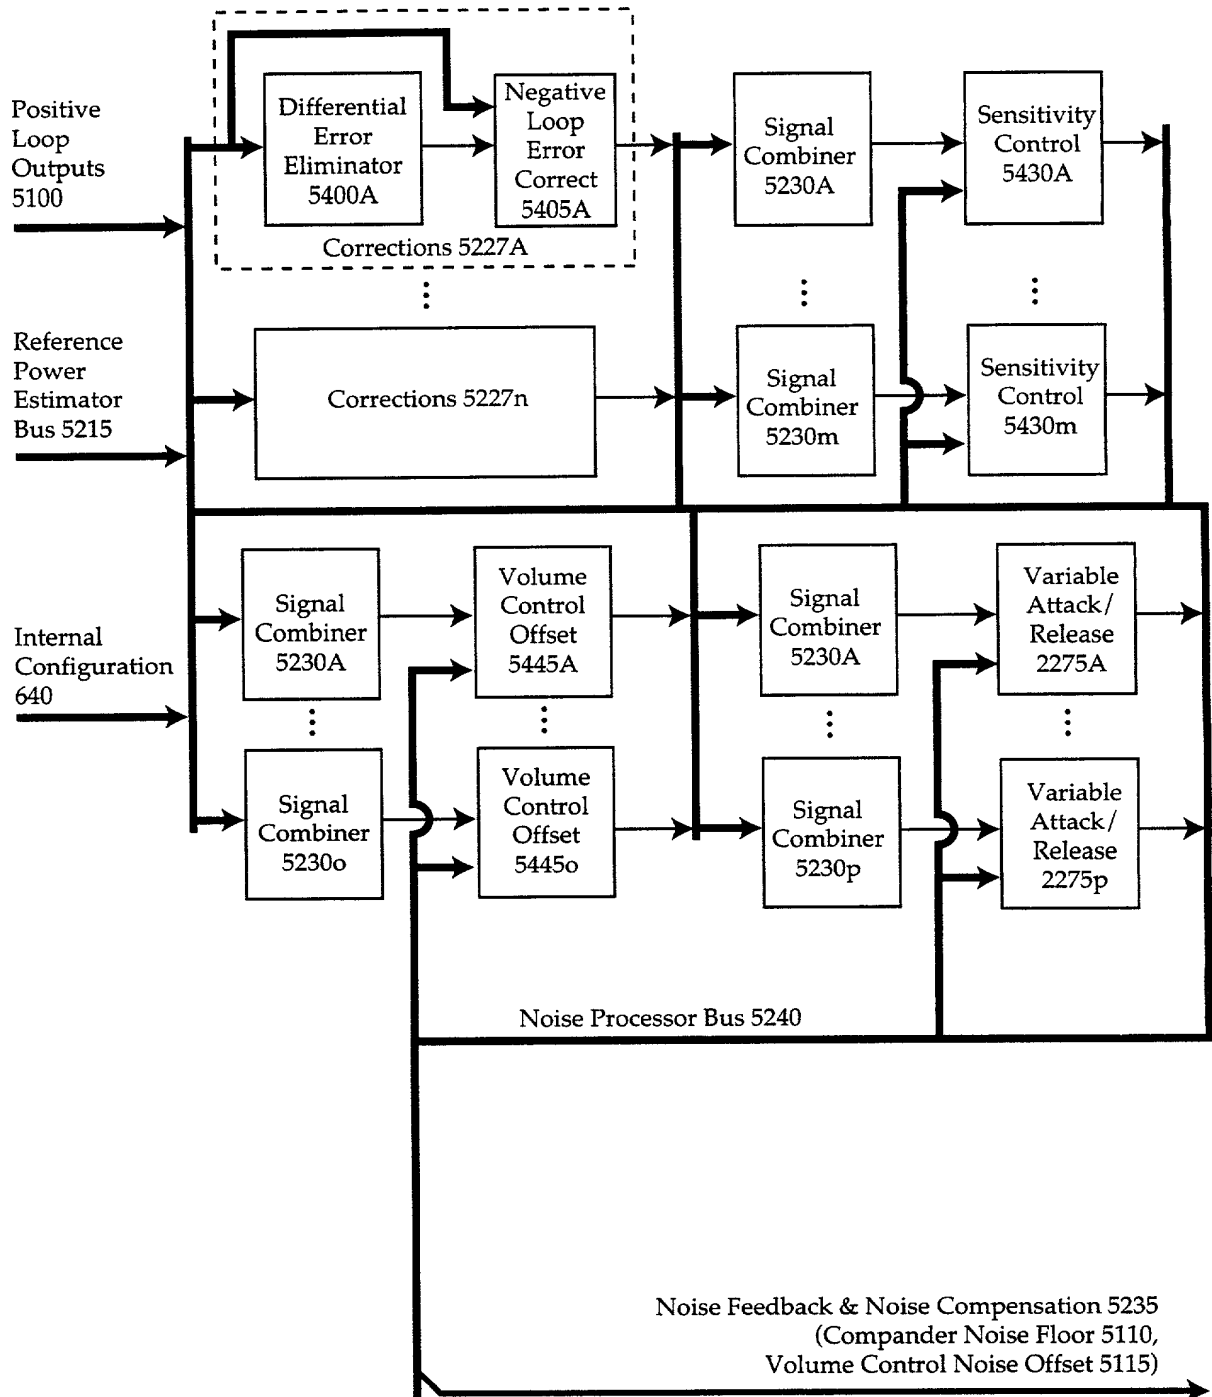 Positive
Loop
Outputs
5100
Differential
Error
Eliminator
5400A
Negative
Loop
Error
Correct
5405A
Corrections 5227A
Signal
Combiner
5230A
Sensitivity
Control
5430A
Reference
Power
Estimator
Bus 5215
Corrections 5227n
Signal
Combiner
5230m
Sensitivity
Control
5430m
Internal
Configuration
640
Signal
Combiner
5230A
Volume
Control
Offset
5445A
Signal
Combiner
5230A
Variable
Attack/
Release
2275A
Signal
Combiner
5230o
Volume
Control
Offset
5445o
Signal
Combiner
5230p
Variable
Attack/
Release
2275p
Noise Processor Bus 5240
Noise Feedback & Noise Compensation 5235
(Compander Noise Floor 5110,
Volume Control Noise Offset 5115)